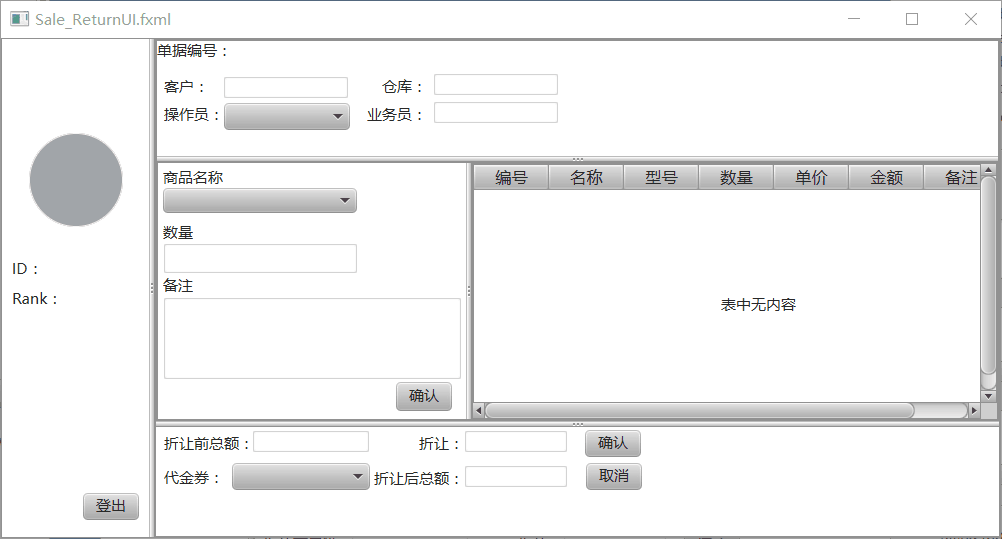 Sale_ReturnUI.fxml
ID：
Rank：
登出
单据编号：
客户：
仓库：
操作员：
业务员：
商品名称
数量
备注
确认
编号 名称 型号 数量 单价 金额 备注
表中无内容
折让前总额：
折让：
确认
代金券：
折让后总额：
取消